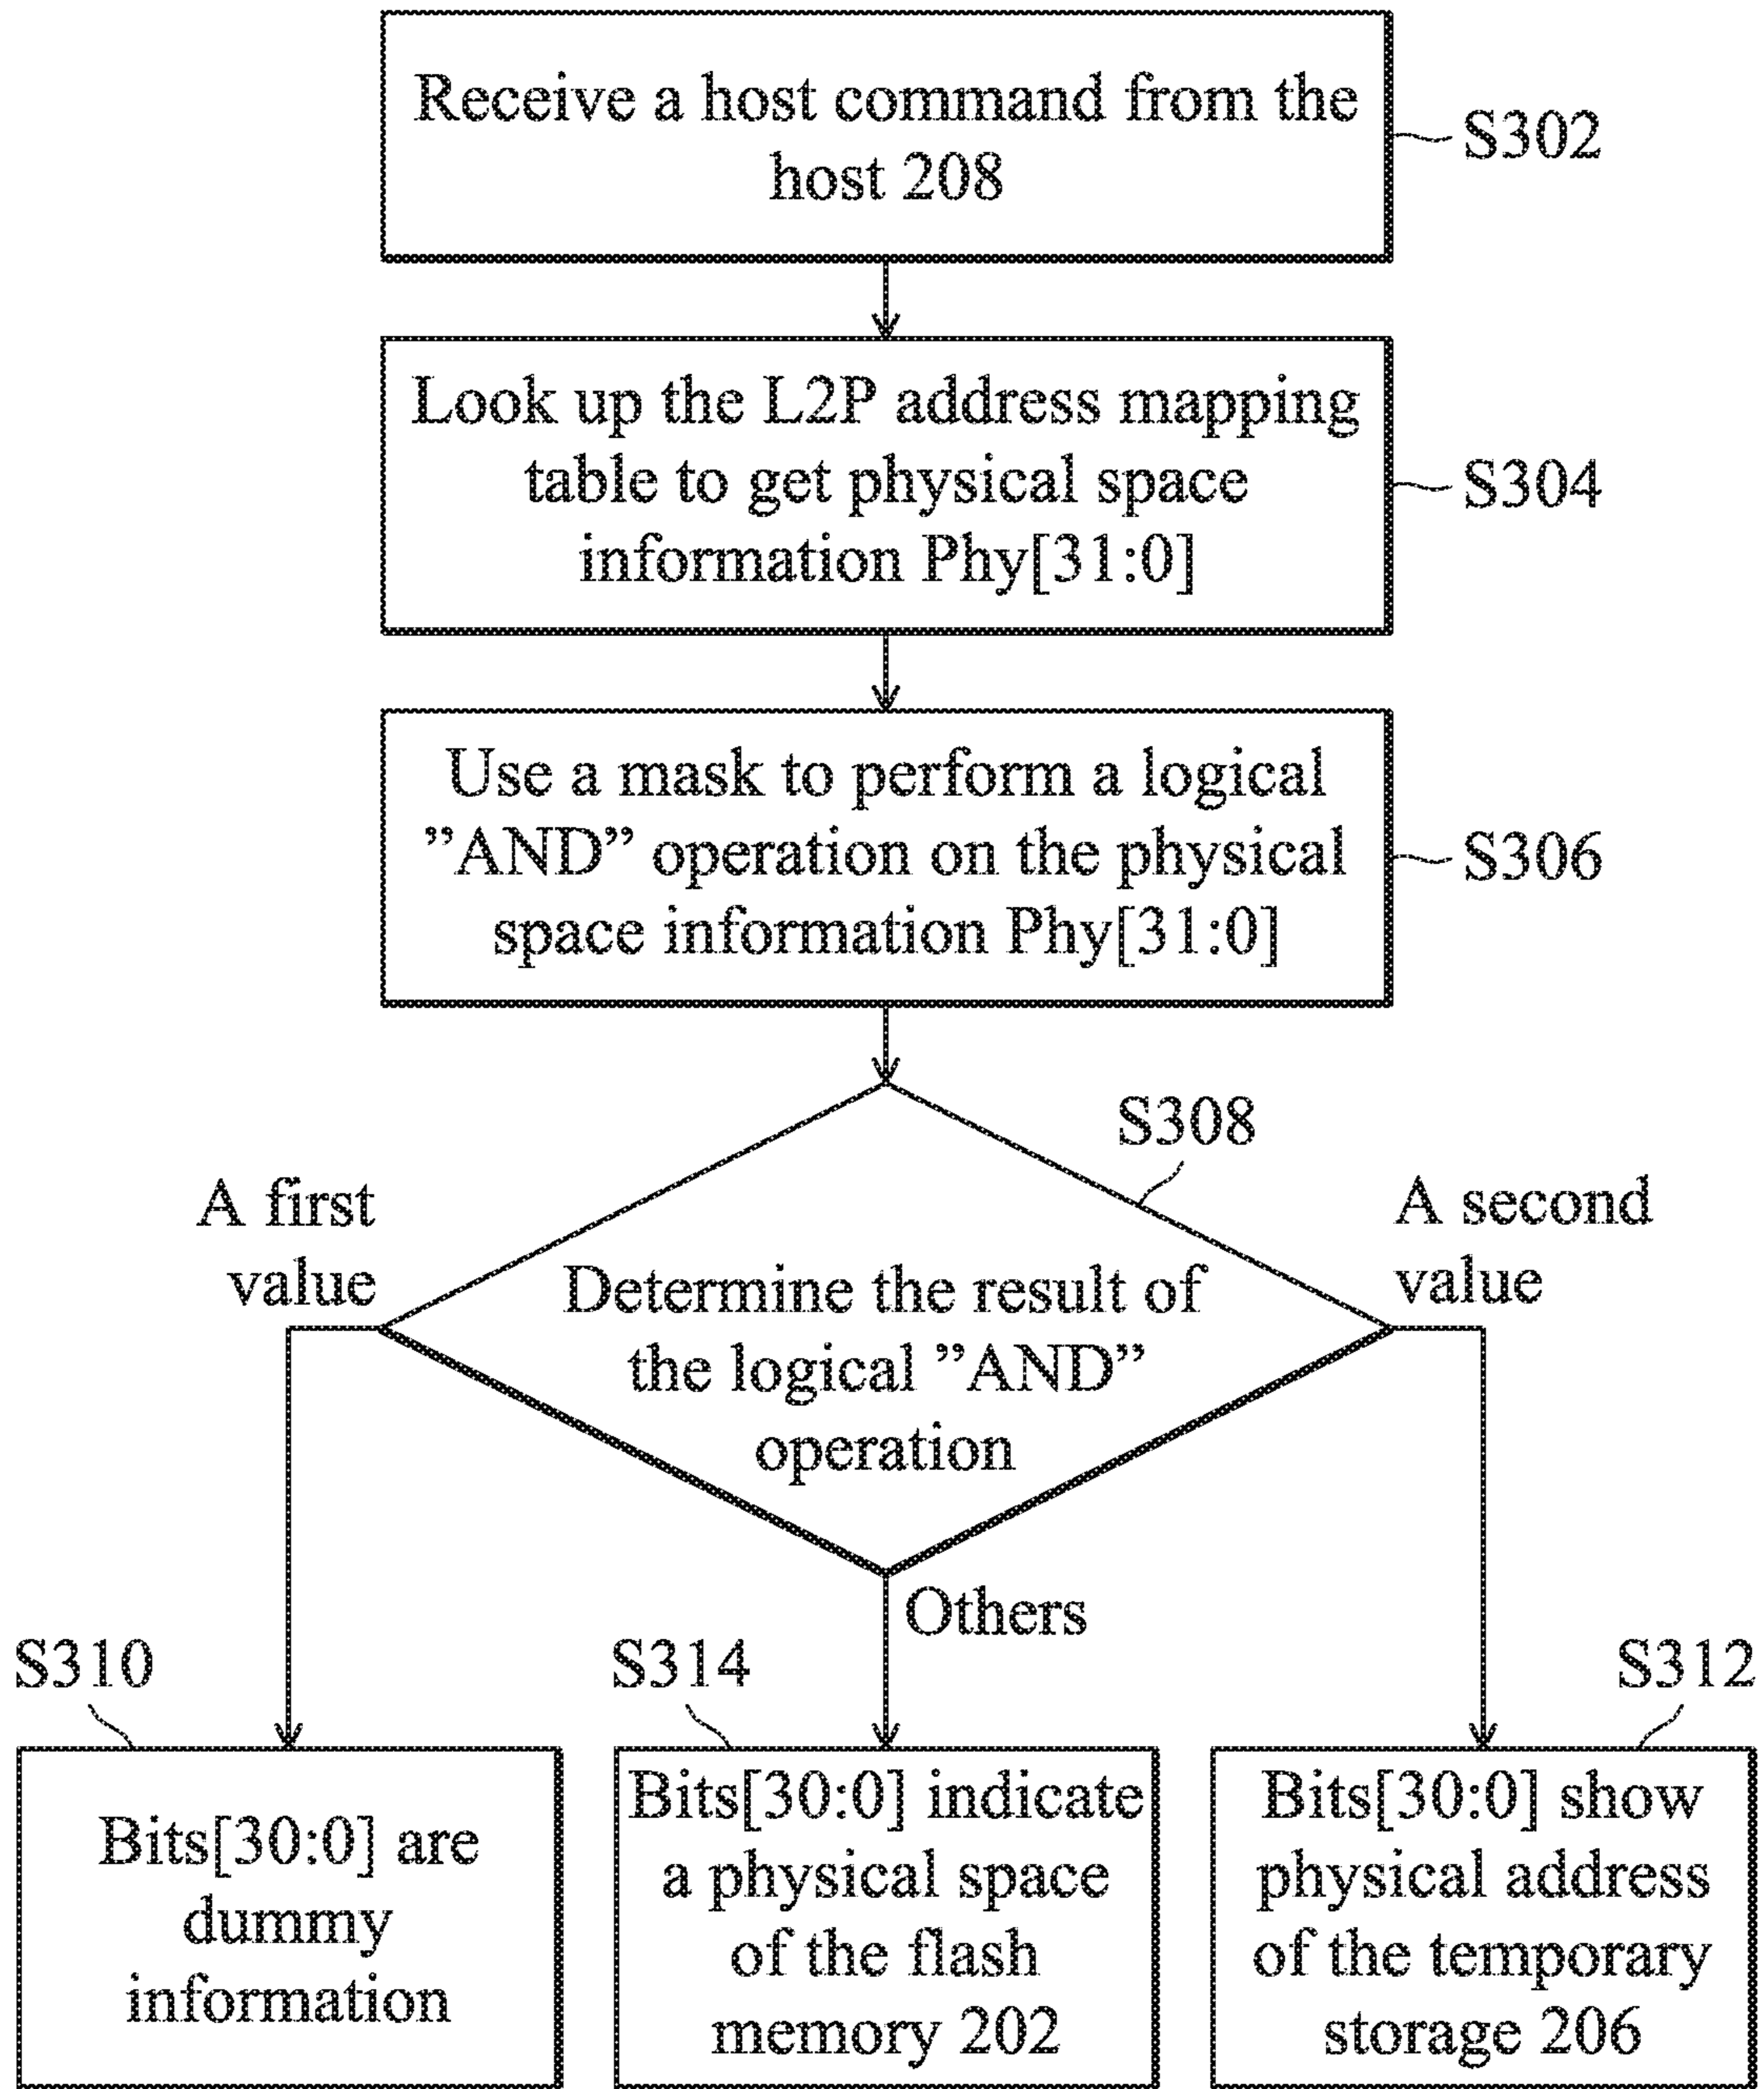 Receive a host command from the
host 208
S302
Look up the L2P address mapping
table to get physical space
information Phy[31:0]
S304
Use a mask to perform a logical
”AND” operation on the physical
space information Phy[31:0]
S306
S308
A first
value
A second
value
Determine the result of
the logical ”AND”
operation
Others
S310
Bits[30:0] are
dummy
information
S314
Bits[30:0] indicate
a physical space
of the flash
memory 202
S312
Bits[30:0] show
physical address
of the temporary
storage 206